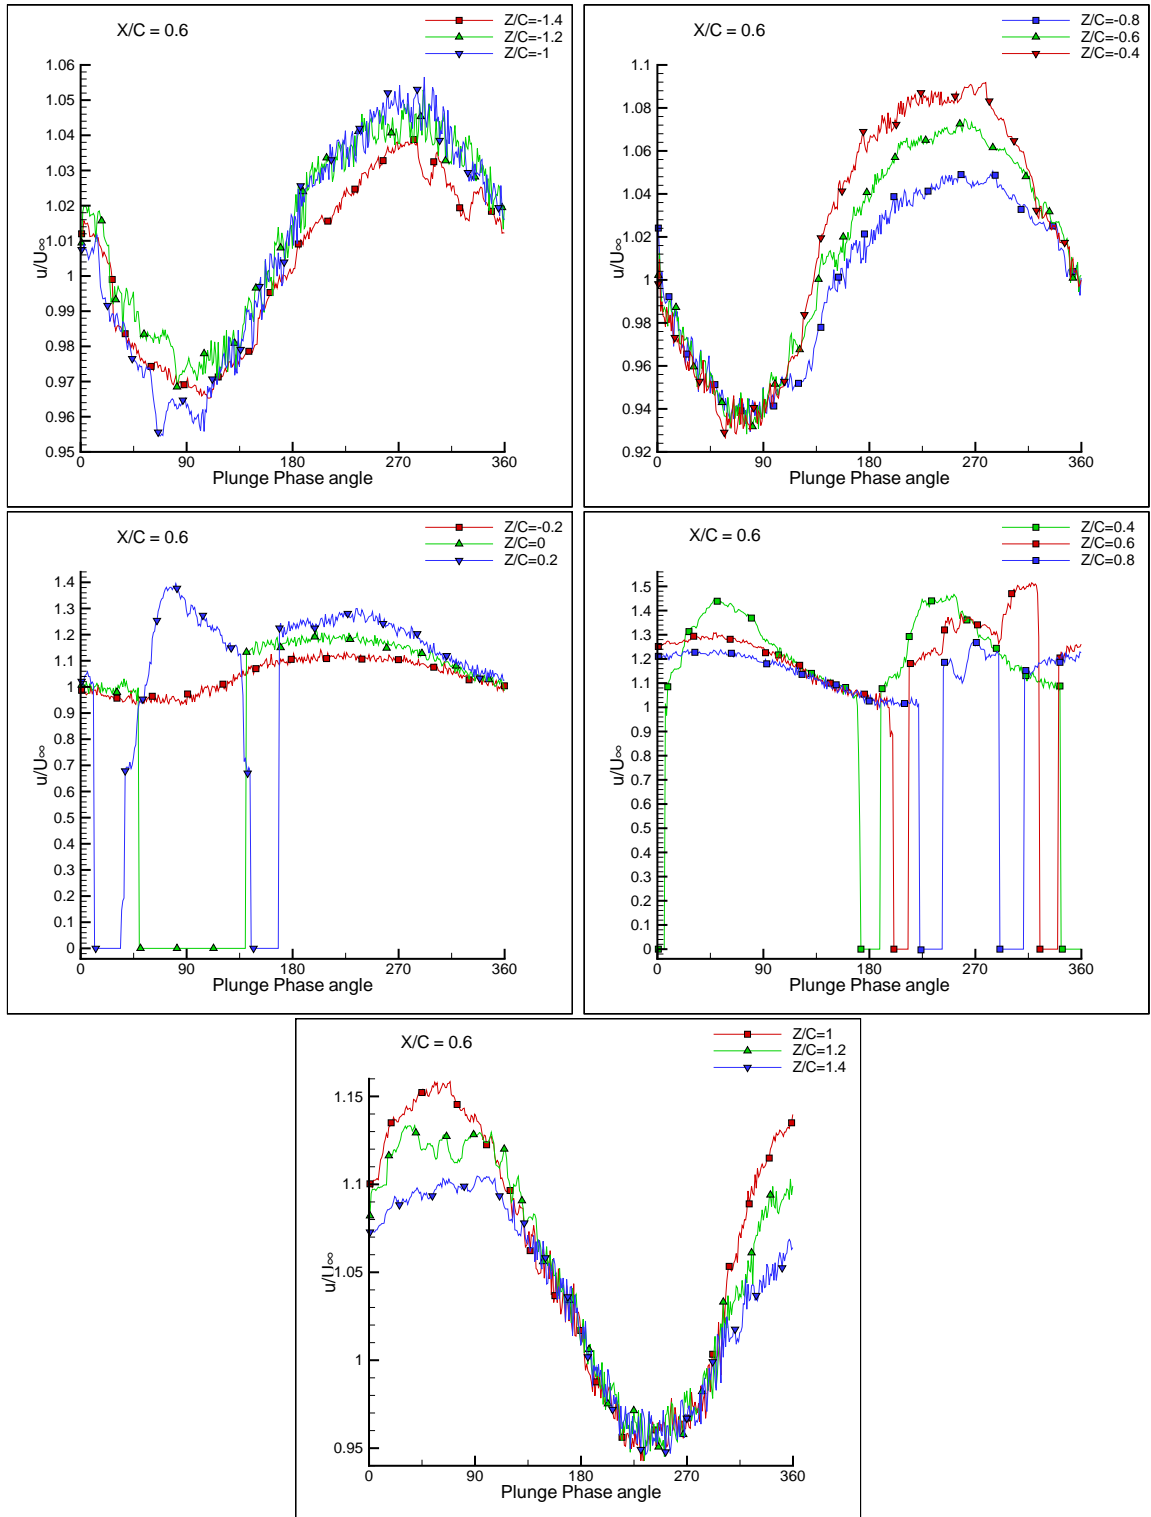 X/C = 0.6
Z/C=-1.4
Z/C=-1.2
Z/C=-1
1.06
1.05
1.04
1.03
1.02
1.01
1
0.99
0.98
0.97
0.96
0.95
u/U∞
0 90 180 270 360
Plunge Phase angle
X/C = 0.6
Z/C=-0.8
Z/C=-0.6
Z/C=-0.4
1.1
1.08
1.06
1.04
1.02
1
0.98
0.96
0.94
0.92
u/U∞
0 90 180 270 360
Plunge Phase angle
X/C = 0.6
Z/C=-0.2
Z/C=0
Z/C=0.2
1.4
1.3
1.2
1.1
1
0.9
0.8
0.7
0.6
0.5
0.4
0.3
0.2
0.1
0
u/U∞
0 90 180 270 360
Plunge Phase angle
X/C = 0.6
Z/C=0.4
Z/C=0.6
Z/C=0.8
1.5
1.4
1.3
1.2
1.1
1
0.9
0.8
0.7
0.6
0.5
0.4
0.3
0.2
0.1
0
u/U∞
0 90 180 270 360
Plunge Phase angle
X/C = 0.6
Z/C=1
Z/C=1.2
Z/C=1.4
1.15
1.1
1.05
1
0.95
u/U∞
0 90 180 270 360
Plunge Phase angle